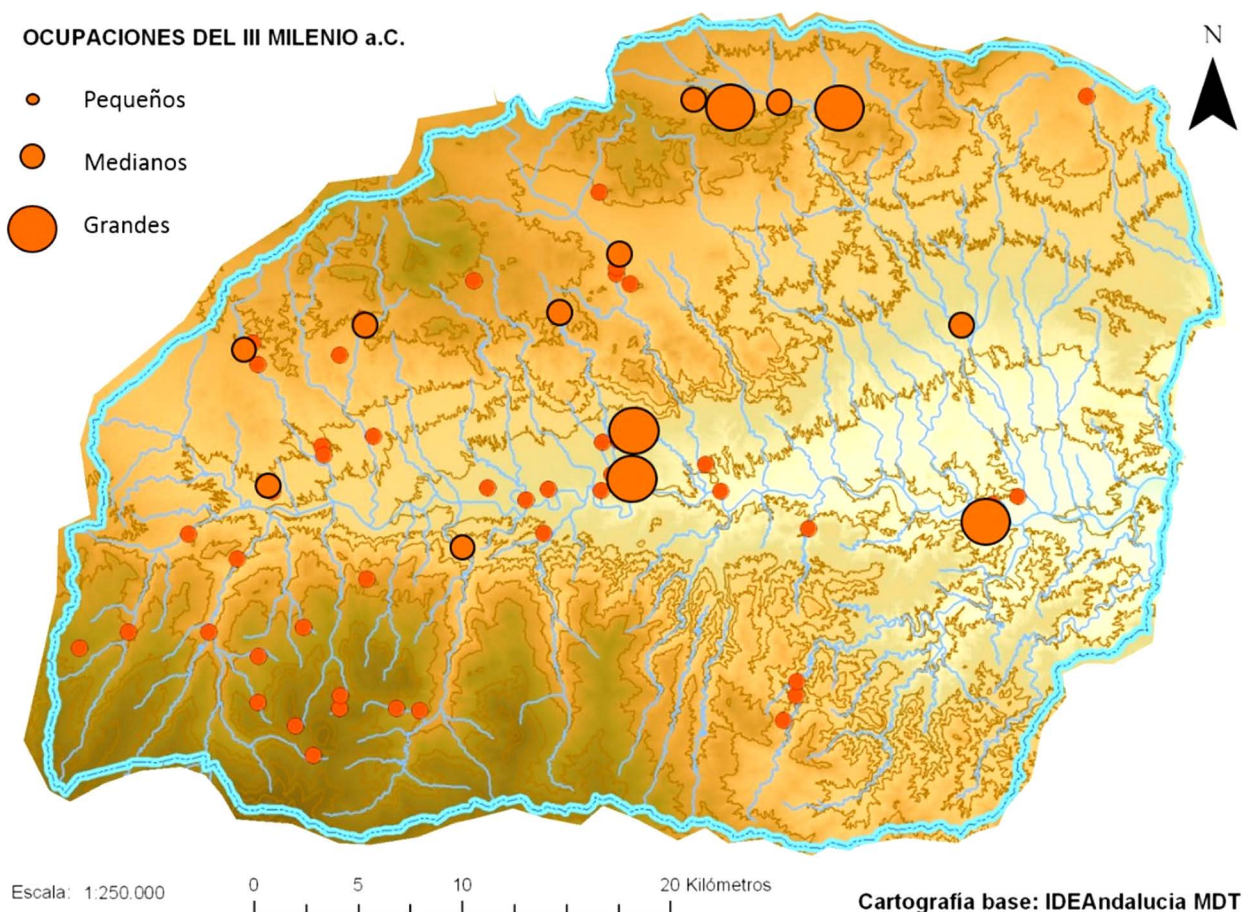 OCUPACIONES DEL III MILENIO a.C.
Pequeños
Medianos
Grandes
N
Escala: 1:250.000
0 5 10 20 Kilómetros
Cartografía base: IDEAndalucia MDT